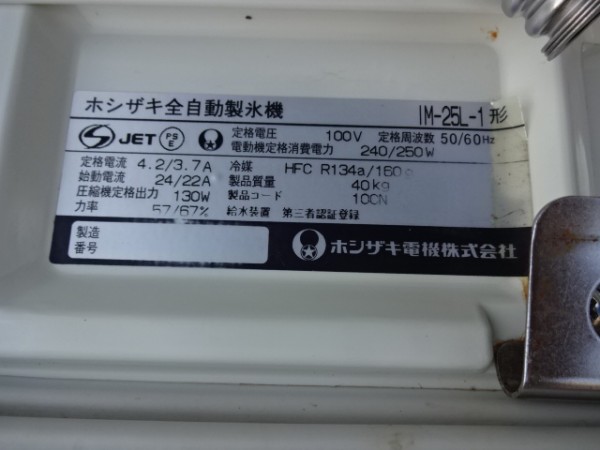 ホシザキ全自動製氷機 IM-25L-1形
JET PSE 定格電圧 100V 定格周波数 50/60Hz
電動機定格消費電力 240/250W
定格電流 4.2/3.7A 冷媒 HFC R134a/160g
始動電流 24/22A 製品質量 40kg
圧縮機定格出力 130W 製品コード 100N
力率 57/67% 給水装置 第三者認証登録
製造
番号
ホシザキ電機株式会社